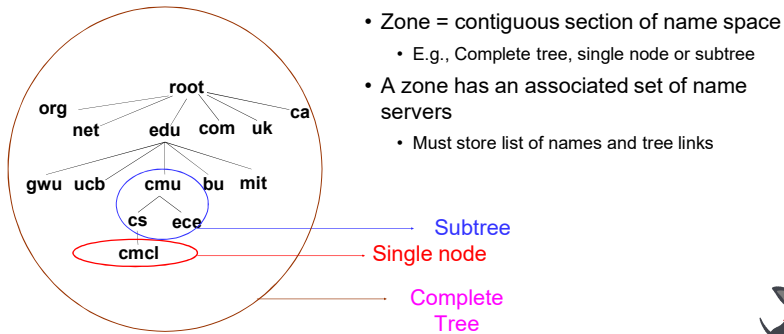 • Zone = contiguous section of name space
• E.g., Complete tree, single node or subtree
• A zone has an associated set of name
servers
• Must store list of names and tree links
root
org
ca
net
edu
com
uk
gwu
ucb
cmu
bu
mit
cs
ece
cmcl
Subtree
Single node
Complete
Tree